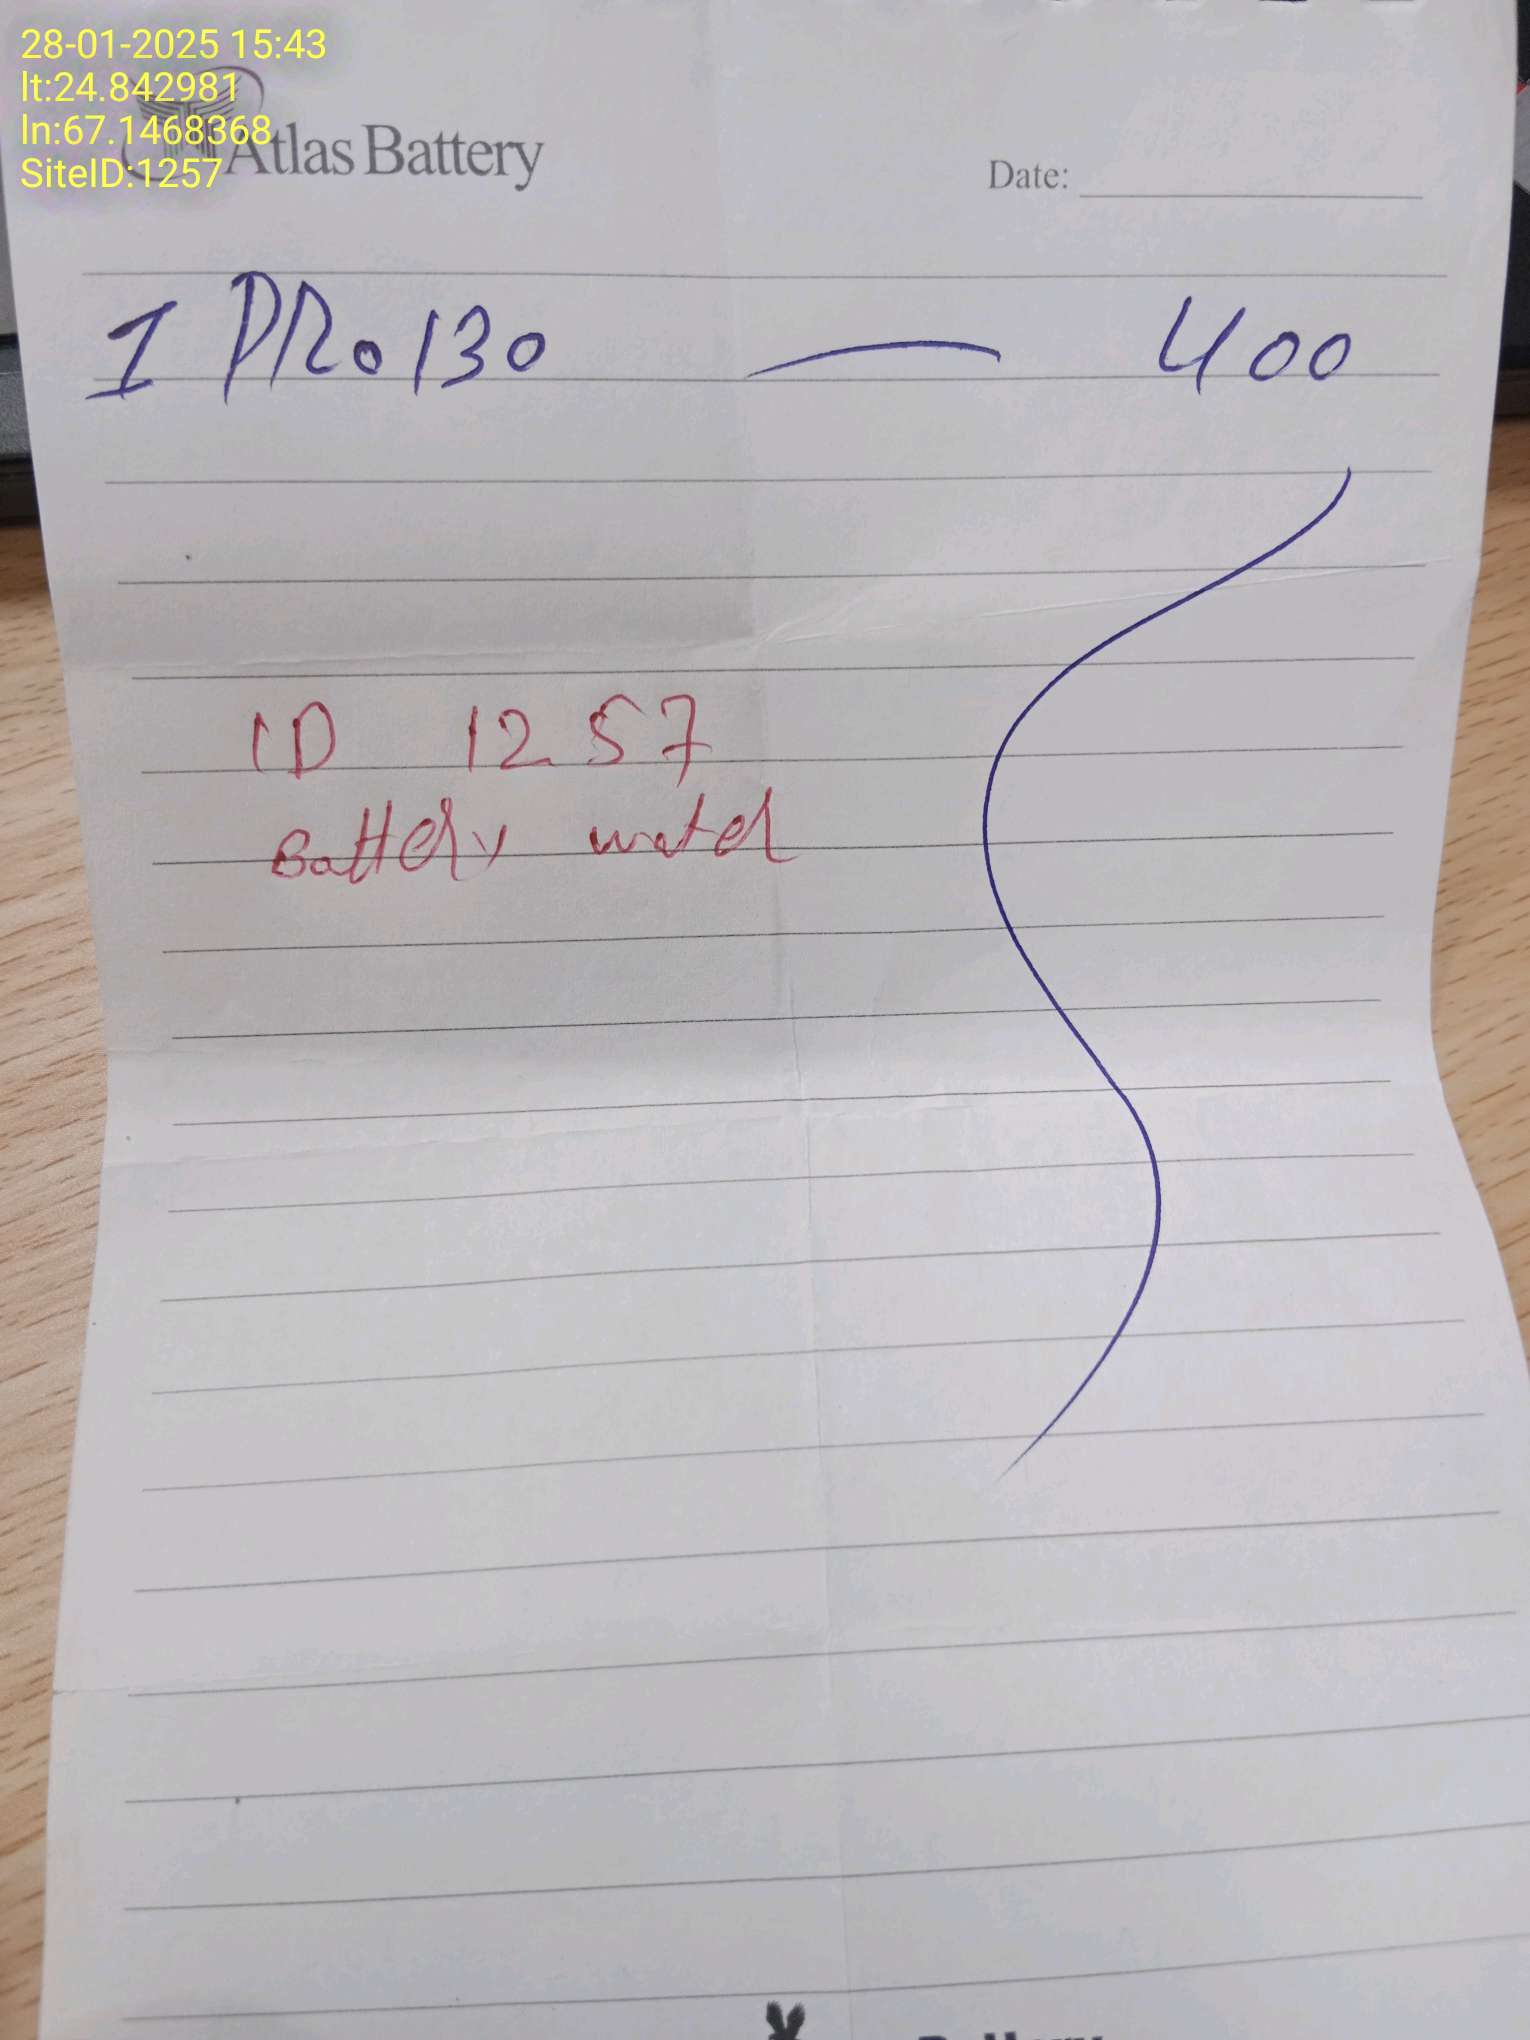 28-01-2025 15:43
lt:24.842981
ln:67.1468368
SiteID:1257
Atlas Battery
Date:
1 PRo130 — 400
ID 1257
Battery water